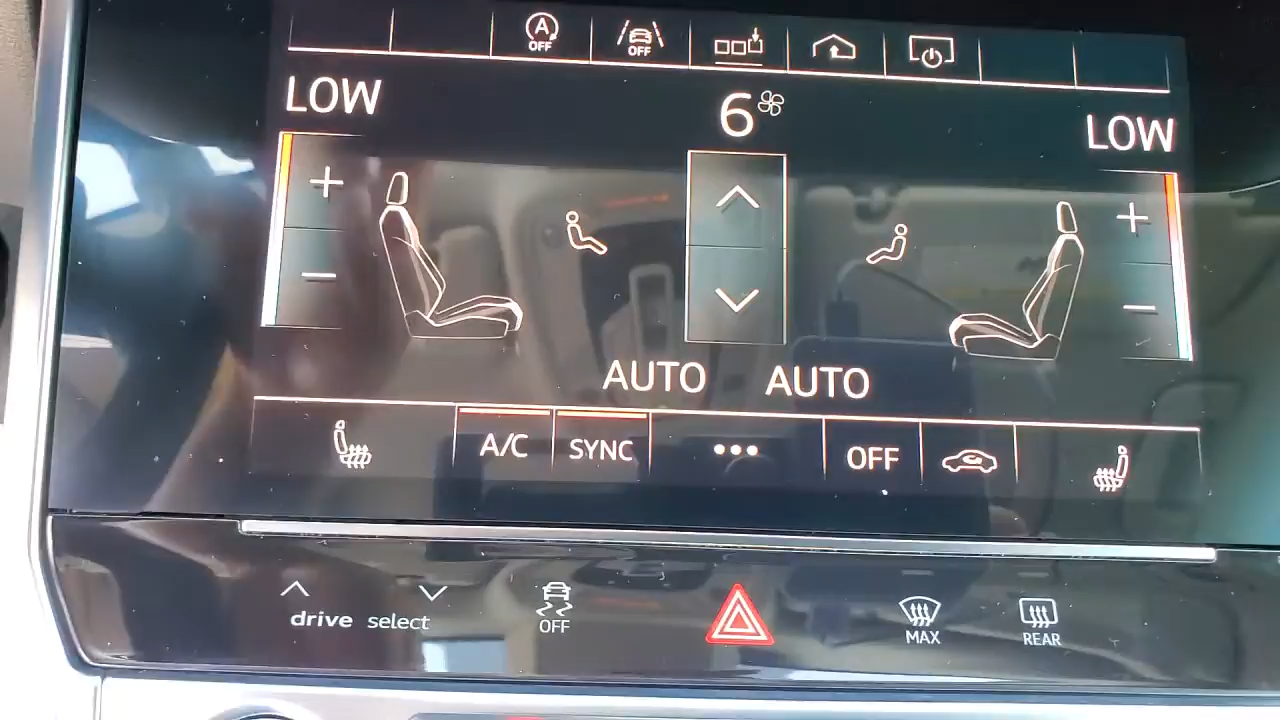 A
OFF
OFF
LOW
6
LOW
AUTO
AUTO
A/C
SYNC
OFF
drive select
OFF
MAX
REAR